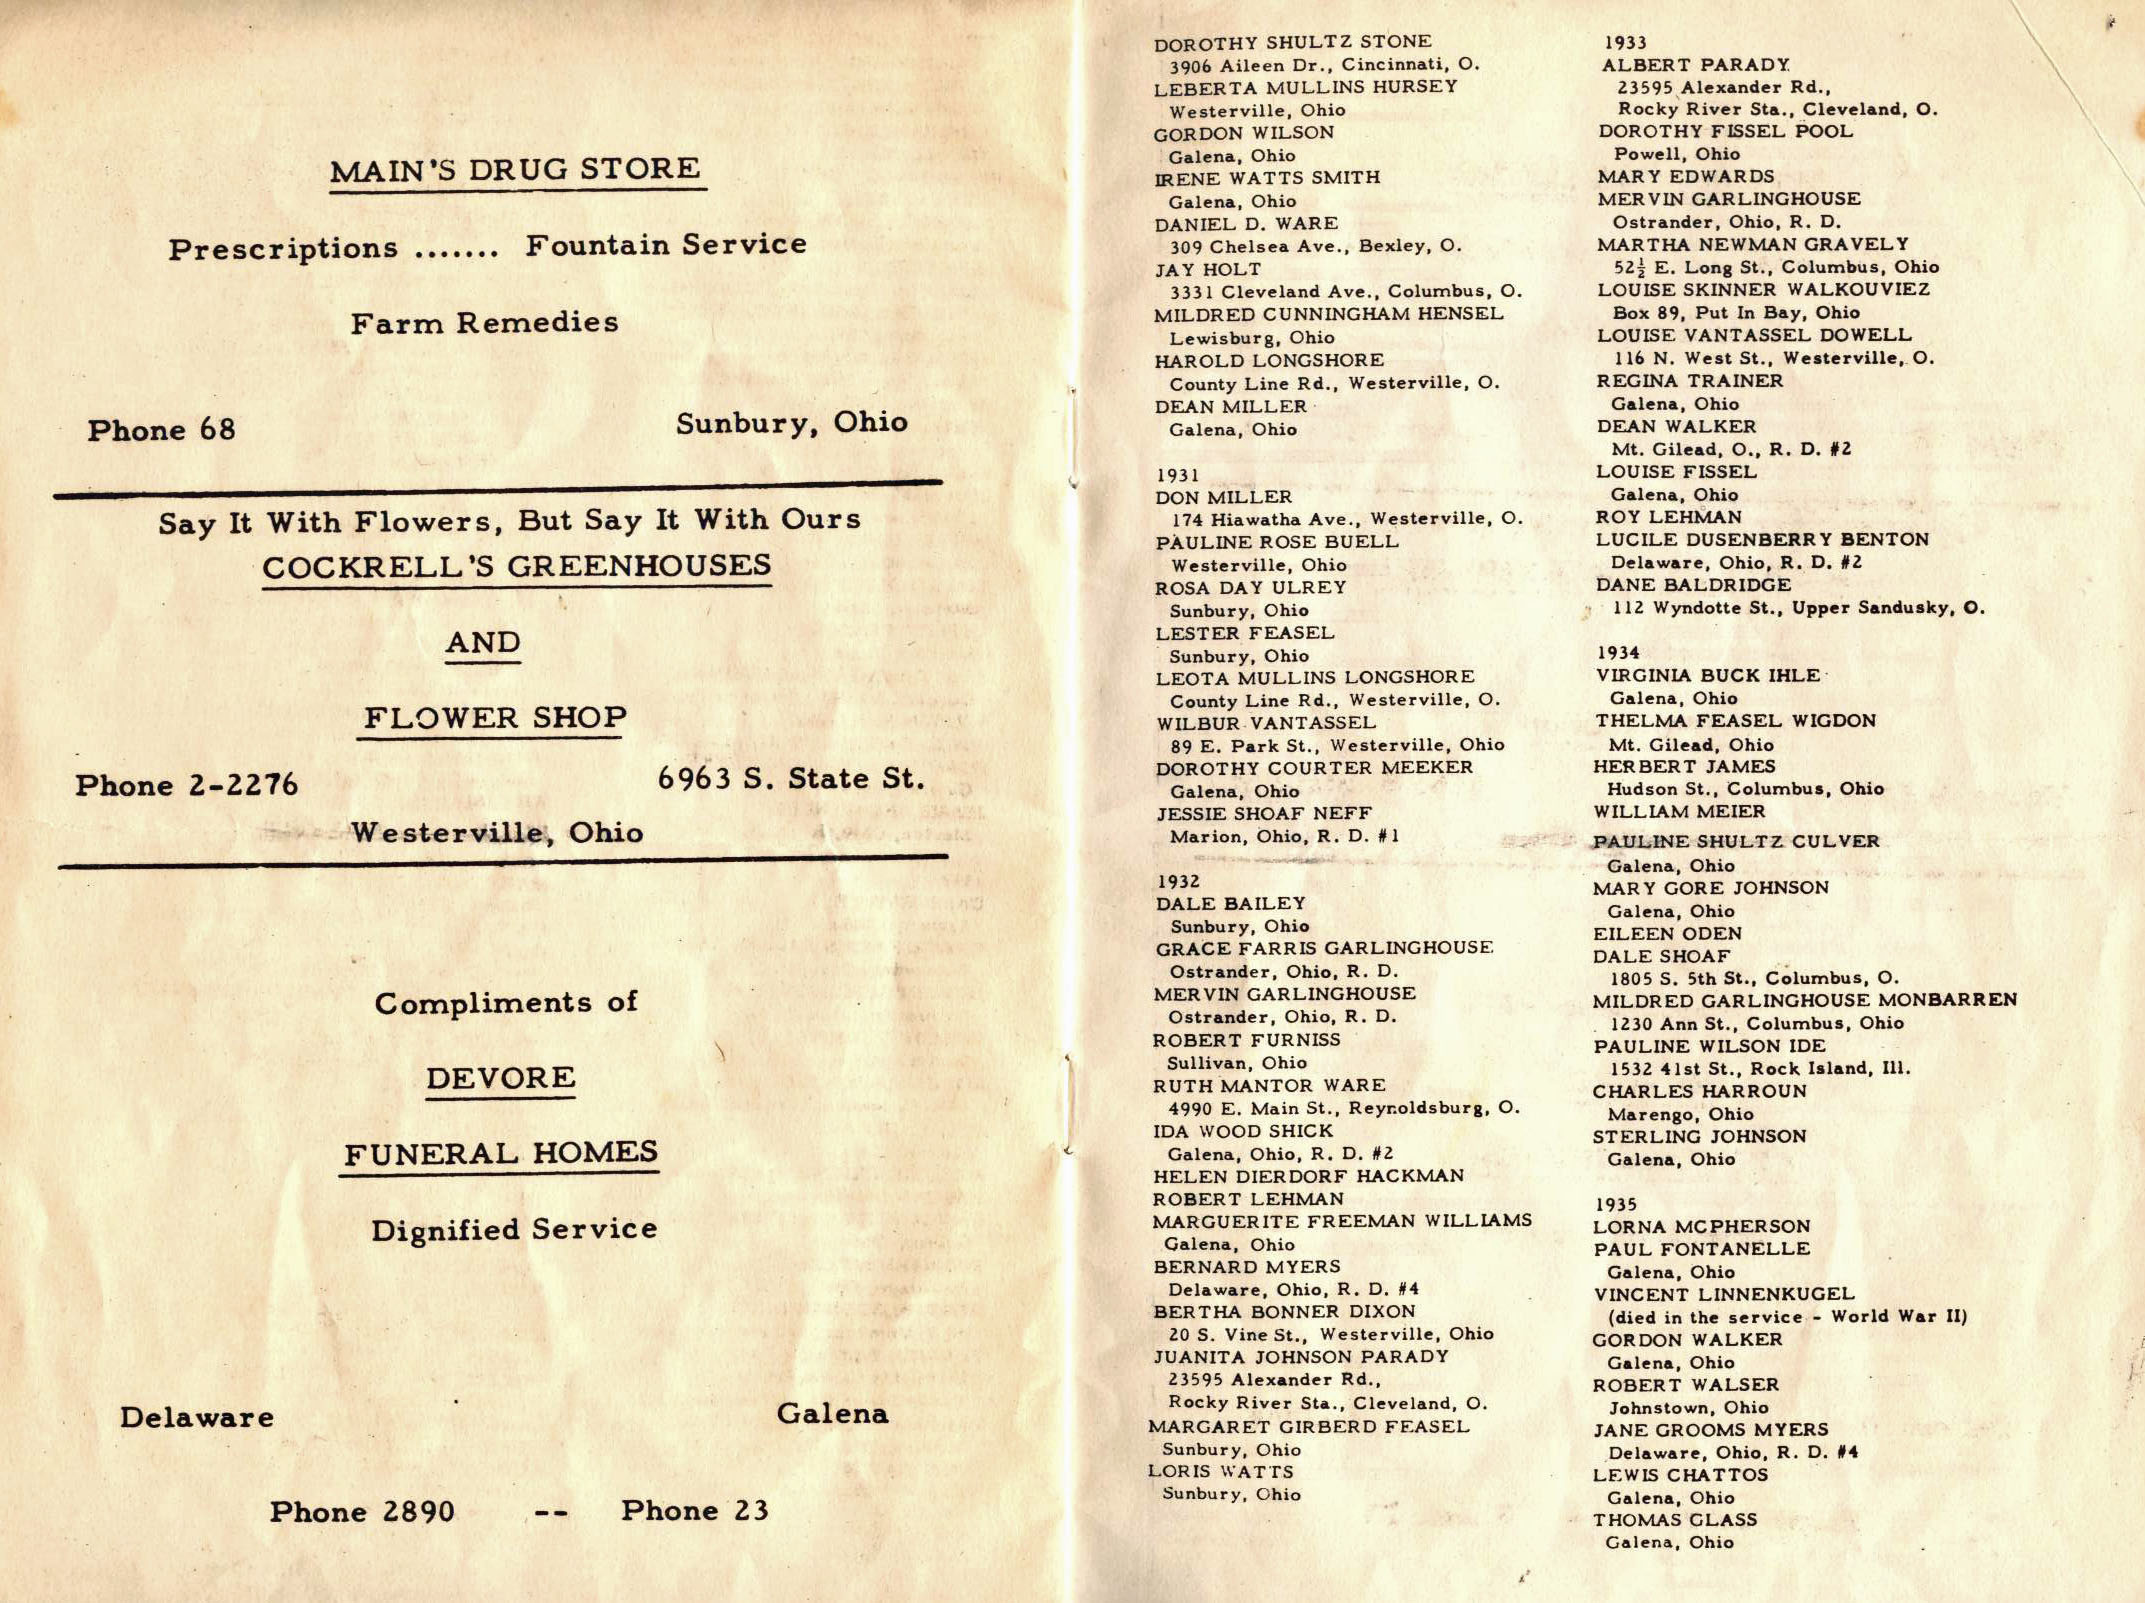 MAIN'S DRUG STORE
Prescriptions ....... Fountain Service
Farm Remedies
Phone 68 Sunbury, Ohio
Say It With Flowers, But Say It With Ours
COCKRELL'S GREENHOUSES
AND
FLOWER SHOP
Phone 2-2276 6963 S. State St.
Westerville, Ohio
Compliments of
DEVORE
FUNERAL HOMES
Dignified Service
Delaware Galena
Phone 2890 -- Phone 23
DOROTHY SHULTZ STONE
3906 Aileen Dr., Cincinnati, O.
LEBERTA MULLINS HURSEY
Westerville, Ohio
GORDON WILSON
Galena, Ohio
IRENE WATTS SMITH
Galena, Ohio
DANIEL D. WARE
309 Chelsea Ave., Bexley, O.
JAY HOLT
3331 Cleveland Ave., Columbus, O.
MILDRED CUNNINGHAM HENSEL
Lewisburg, Ohio
HAROLD LONGSHORE
County Line Rd., Westerville, O.
DEAN MILLER
Galena, Ohio
1931
DON MILLER
174 Hiawatha Ave., Westerville, O.
PAULINE ROSE BUELL
Westerville, Ohio
ROSA DAY ULREY
Sunbury, Ohio
LESTER FEASEL
Sunbury, Ohio
LEOTA MULLINS LONGSHORE
County Line Rd., Westerville, O.
WILBUR VANTASSEL
89 E. Park St., Westerville, Ohio
DOROTHY COURTER MEEKER
Galena, Ohio
JESSIE SHOAF NEFF
Marion, Ohio, R. D. #1
1932
DALE BAILEY
Sunbury, Ohio
GRACE FARRIS GARLINGHOUSE
Ostrander, Ohio, R. D.
MERVIN GARLINGHOUSE
Ostrander, Ohio, R. D.
ROBERT FURNISS
Sullivan, Ohio
RUTH MANTOR WARE
4990 E. Main St., Reynoldsburg, O.
IDA WOOD SHICK
Galena, Ohio, R. D. #2
HELEN DIERDORF HACKMAN
ROBERT LEHMAN
MARGUERITE FREEMAN WILLIAMS
Galena, Ohio
BERNARD MYERS
Delaware, Ohio, R. D. #4
BERTHA BONNER DIXON
20 S. Vine St., Westerville, Ohio
JUANITA JOHNSON PARADY
23595 Alexander Rd.,
Rocky River Sta., Cleveland, O.
MARGARET GIRBERD FEASEL
Sunbury, Ohio
LORIS WATTS
Sunbury, Ohio
1933
ALBERT PARADY
23595 Alexander Rd.,
Rocky River Sta., Cleveland, O.
DOROTHY FISSEL POOL
Powell, Ohio
MARY EDWARDS
MERVIN GARLINGHOUSE
Ostrander, Ohio, R. D.
MARTHA NEWMAN GRAVELY
52½ E. Long St., Columbus, Ohio
LOUISE SKINNER WALKOUVIEZ
Box 89, Put In Bay, Ohio
LOUISE VANTASSEL DOWELL
116 N. West St., Westerville, O.
REGINA TRAINER
Galena, Ohio
DEAN WALKER
Mt. Gilead, O., R. D. #2
LOUISE FISSEL
Galena, Ohio
ROY LEHMAN
LUCILE DUSENBERRY BENTON
Delaware, Ohio, R. D. #2
DANE BALDRIDGE
112 Wyndotte St., Upper Sandusky, O.
1934
VIRGINIA BUCK IHLE
Galena, Ohio
THELMA FEASEL WIGDON
Mt. Gilead, Ohio
HERBERT JAMES
Hudson St., Columbus, Ohio
WILLIAM MEIER
PAULINE SHULTZ CULVER
Galena, Ohio
MARY GORE JOHNSON
Galena, Ohio
EILEEN ODEN
DALE SHOAF
1805 S. 5th St., Columbus, O.
MILDRED GARLINGHOUSE MONBARREN
1230 Ann St., Columbus, Ohio
PAULINE WILSON IDE
1532 41st St., Rock Island, Ill.
CHARLES HARROUN
Marengo, Ohio
STERLING JOHNSON
Galena, Ohio
1935
LORNA MCPHERSON
PAUL FONTANELLE
Galena, Ohio
VINCENT LINNENKUGEL
(died in the service - World War II)
GORDON WALKER
Galena, Ohio
ROBERT WALSER
Johnstown, Ohio
JANE GROOMS MYERS
Delaware, Ohio, R. D. #4
LEWIS CHATTOS
Galena, Ohio
THOMAS GLASS
Galena, Ohio